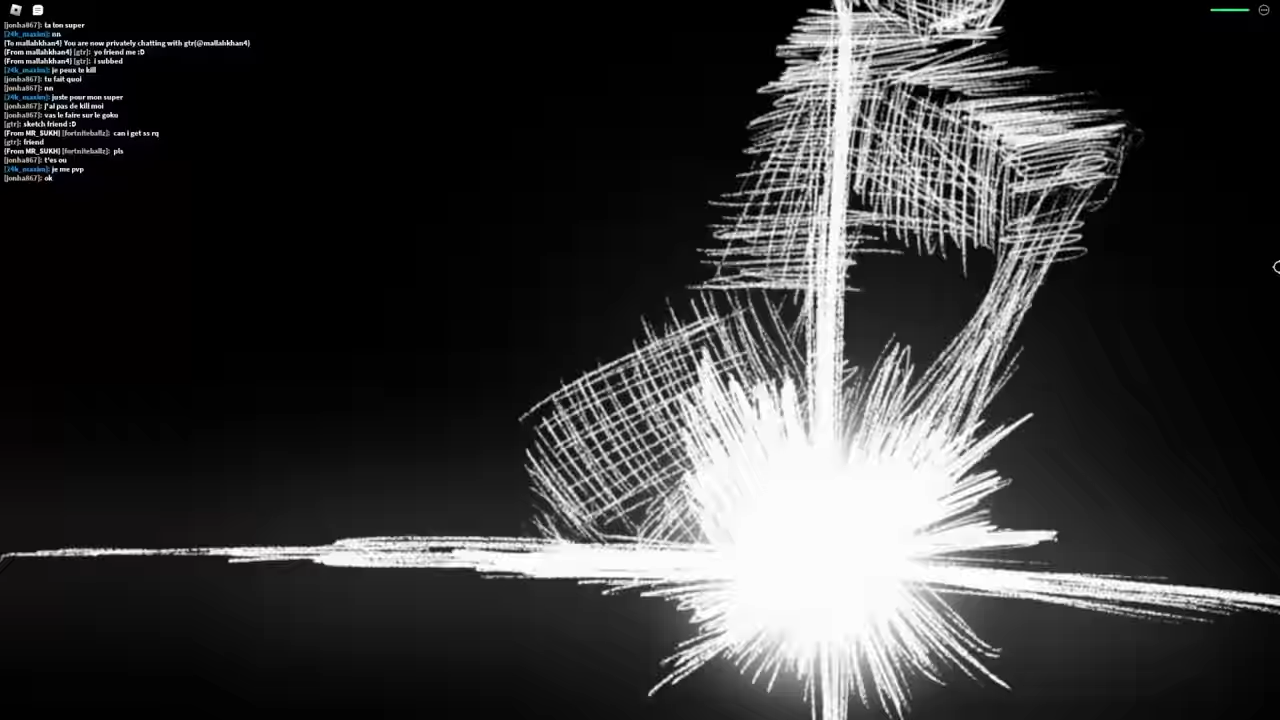 [jonha867]: ta ton super
[24k_maxim]: nn
[To mallahkhan4] You are now privately chatting with gtr(@mallahkhan4)
[From mallahkhan4] [gtr]: yo friend me :D
[From mallahkhan4] [gtr]: i subbed
[24k_maxim]: je peux te kill
[jonha867]: tu fait quoi
[jonha867]: nn
[24k_maxim]: juste pour mon super
[jonha867]: j'ai pas de kill moi
[jonha867]: vas le faire sur le goku
[gtr]: sketch friend :D
[From MR_SUKH] [fortniteballz]: can i get ss rq
[gtr]: friend
[From MR_SUKH] [fortniteballz]: pls
[jonha867]: t'es ou
[24k_maxim]: je me pvp
[jonha867]: ok